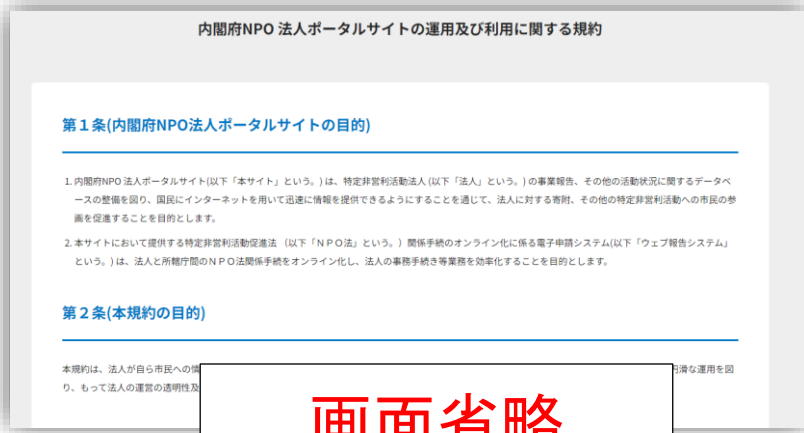 内閣府NPO 法人ポータルサイトの運用及び利用に関する規約
第１条(内閣府NPO法人ポータルサイトの目的)
1. 内閣府NPO 法人ポータルサイト(以下「本サイト」という。) は、特定非営利活動法人 (以下「法人」という。) の事業報告、その他の活動状況に関するデータベ
ースの整備を図り、国民にインターネットを用いて迅速に情報を提供できるようにすることを通じて、法人に対する寄附、その他の特定非営利活動への市民の参
画を促進することを目的とします。
2. 本サイトにおいて提供する特定非営利活動促進法 （以下「ＮＰＯ法」という。）関係手続のオンライン化に係る電子申請システム(以下「ウェブ報告システム」
という。) は、法人と所轄庁間のＮＰＯ法関係手続をオンライン化し、法人の事務手続き等業務を効率化することを目的とします。
第２条(本規約の目的)
本規約は、法人が自ら市民への情
円滑な運用を図
り、もって法人の運営の透明性及
画面省略